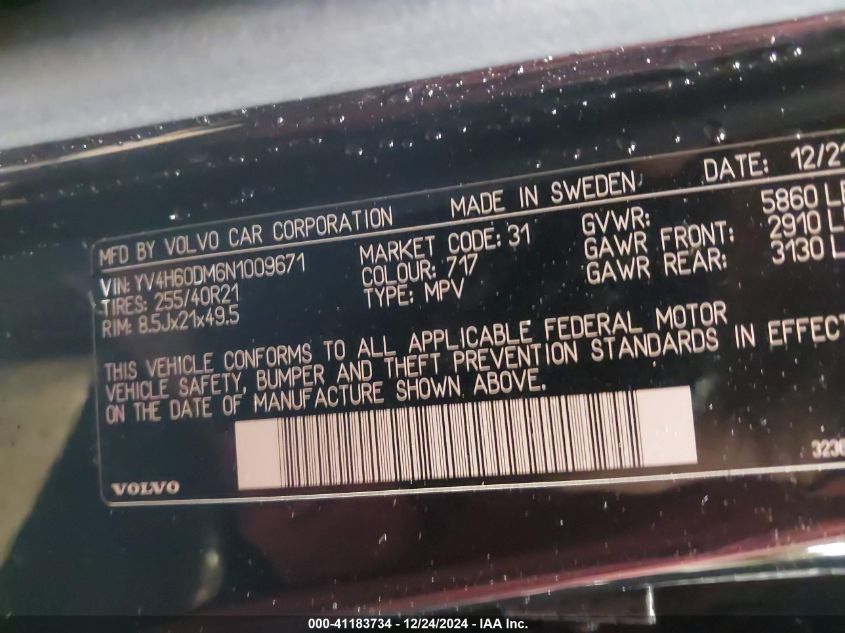 MFD BY VOLVO CAR CORPORATION MADE IN SWEDEN DATE: 12/21
VIN: YV4H60DM6N1009671 MARKET CODE: 31 GVWR: 5860 L
TIRES: 255/40R21 COLOUR: 717 GAWR FRONT: 2910 L
RIM: 8.5Jx21x49.5 TYPE: MPV GAWR REAR: 3130 L
THIS VEHICLE CONFORMS TO ALL APPLICABLE FEDERAL MOTOR
VEHICLE SAFETY, BUMPER AND THEFT PREVENTION STANDARDS IN EFFECT
ON THE DATE OF MANUFACTURE SHOWN ABOVE.
VOLVO 323
000-41183734 - 12/24/2024 - IAA Inc.